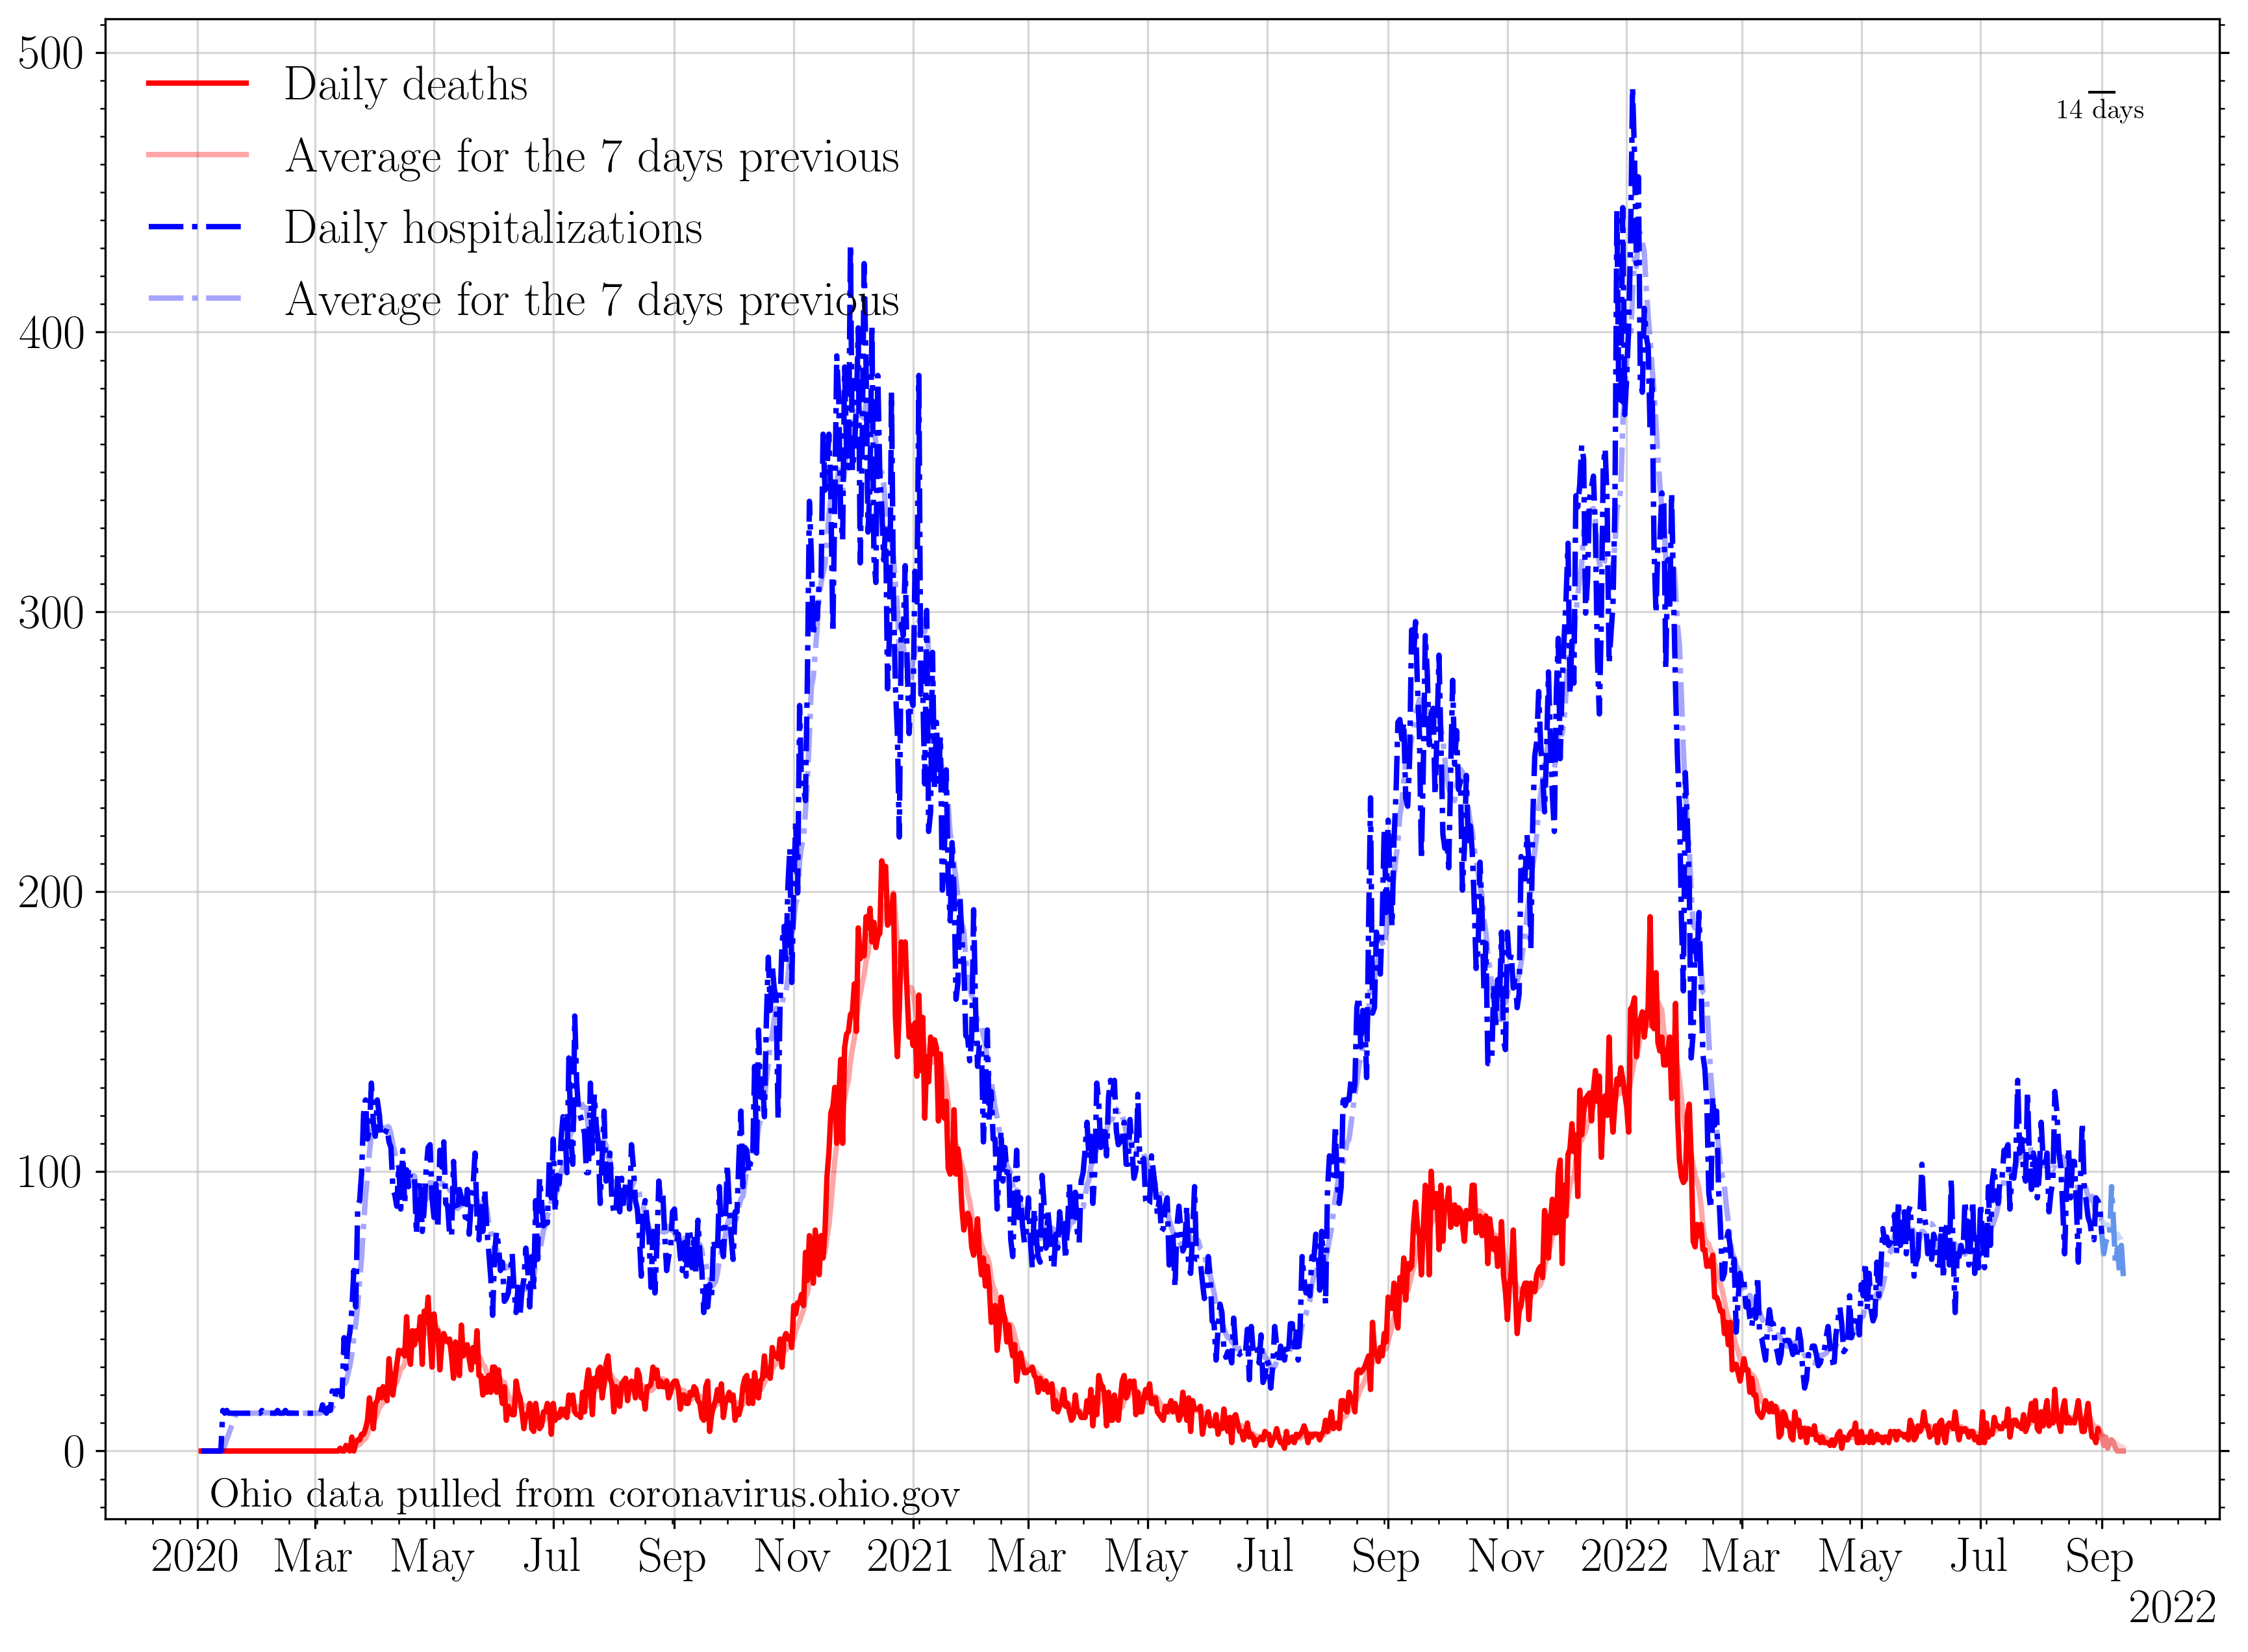 500
400
300
200
100
0
Daily deaths
Average for the 7 days previous
Daily hospitalizations
Average for the 7 days previous
14 days
Ohio data pulled from coronavirus.ohio.gov
2020 Mar May Jul Sep Nov 2021 Mar May Jul Sep Nov 2022 Mar May Jul Sep
2022